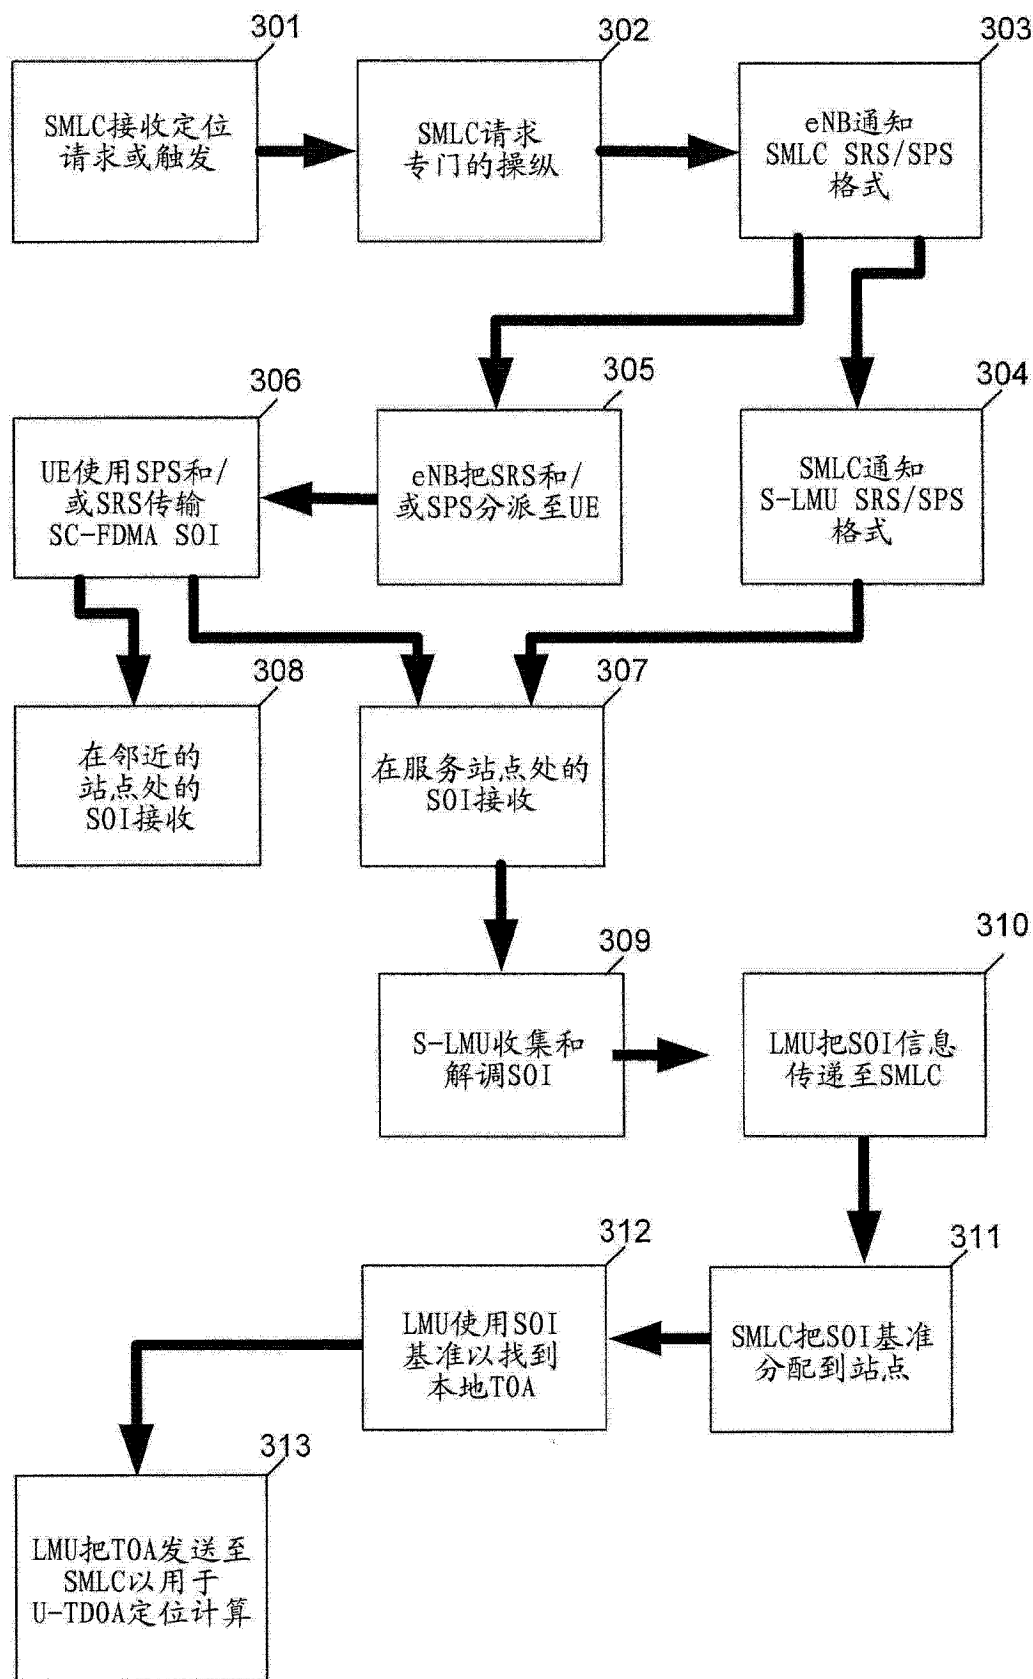 301
SMLC接收定位
请求或触发
302
SMLC请求
专门的操纵
303
eNB通知
SMLC SRS/SPS
格式
306
UE使用SPS和/
或SRS传输
SC-FDMA SOI
305
eNB把SRS和/
或SPS分派至UE
304
SMLC通知
S-LMU SRS/SPS
格式
308
在邻近的
站点处的
SOI接收
307
在服务站点处的
SOI接收
309
S-LMU收集和
解调SOI
310
LMU把SOI信息
传递至SMLC
312
LMU使用SOI
基准以找到
本地TOA
311
SMLC把SOI基准
分配到站点
313
LMU把TOA发送至
SMLC以用于
U-TDOA定位计算